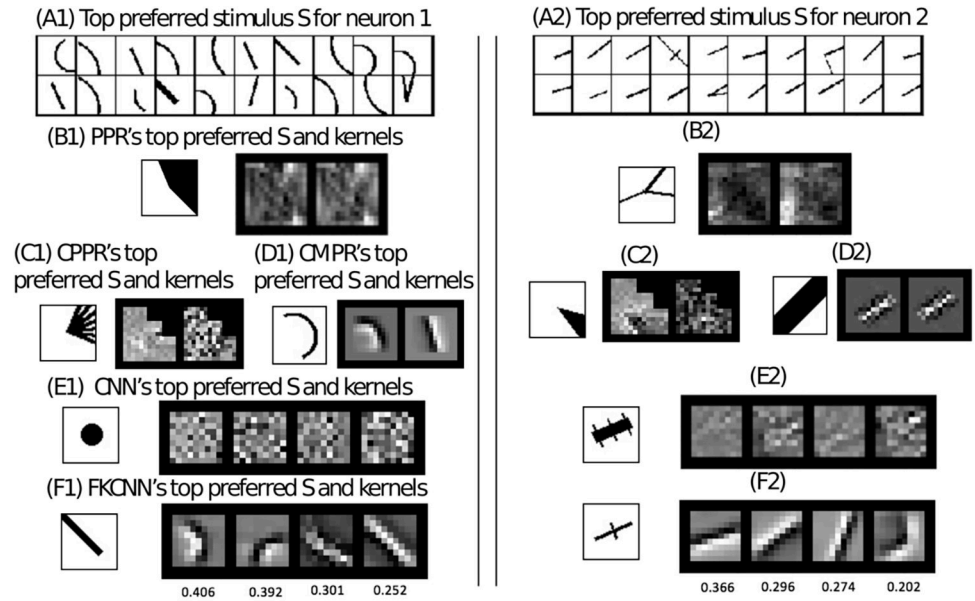 (A1) Top preferred stimulus S for neuron 1
(A2) Top preferred stimulus S for neuron 2
(B1) PPR's top preferred S and kernels
(B2)
(C1) CPPR's top
preferred S and kernels
(D1) CMPR's top
preferred S and kernels
(C2)
(D2)
(E1) CNN's top preferred S and kernels
(E2)
(F1) FKCNN's top preferred S and kernels
(F2)
0.406 0.392 0.301 0.252
0.366 0.296 0.274 0.202